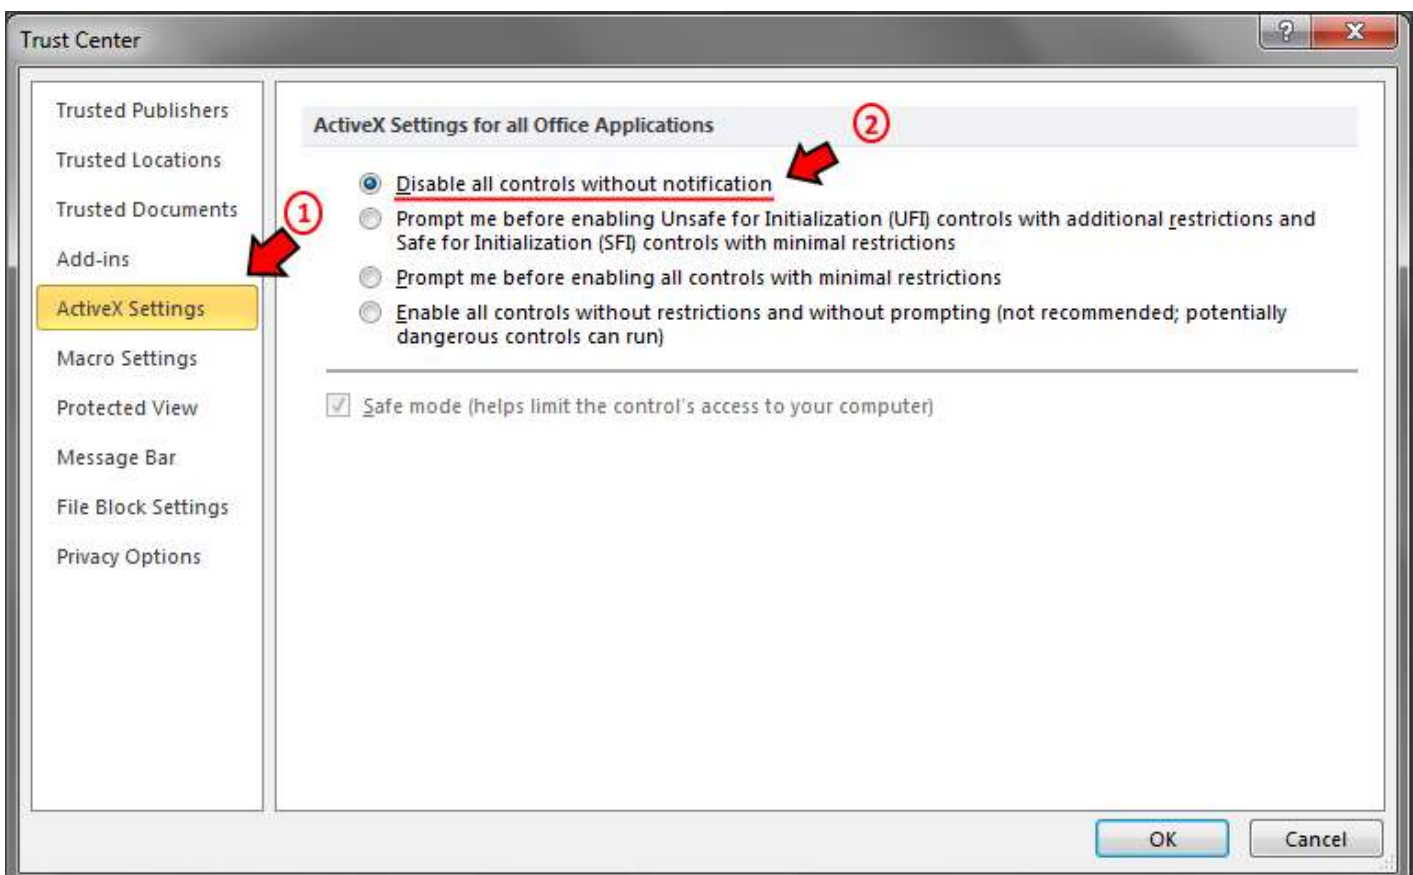 Trust Center
?
X
Trusted Publishers
Trusted Locations
Trusted Documents
Add-ins
ActiveX Settings
Macro Settings
Protected View
Message Bar
File Block Settings
Privacy Options
1
ActiveX Settings for all Office Applications
2
Disable all controls without notification
Prompt me before enabling Unsafe for Initialization (UFI) controls with additional restrictions and
Safe for Initialization (SFI) controls with minimal restrictions
Prompt me before enabling all controls with minimal restrictions
Enable all controls without restrictions and without prompting (not recommended; potentially
dangerous controls can run)
Safe mode (helps limit the control's access to your computer)
OK
Cancel